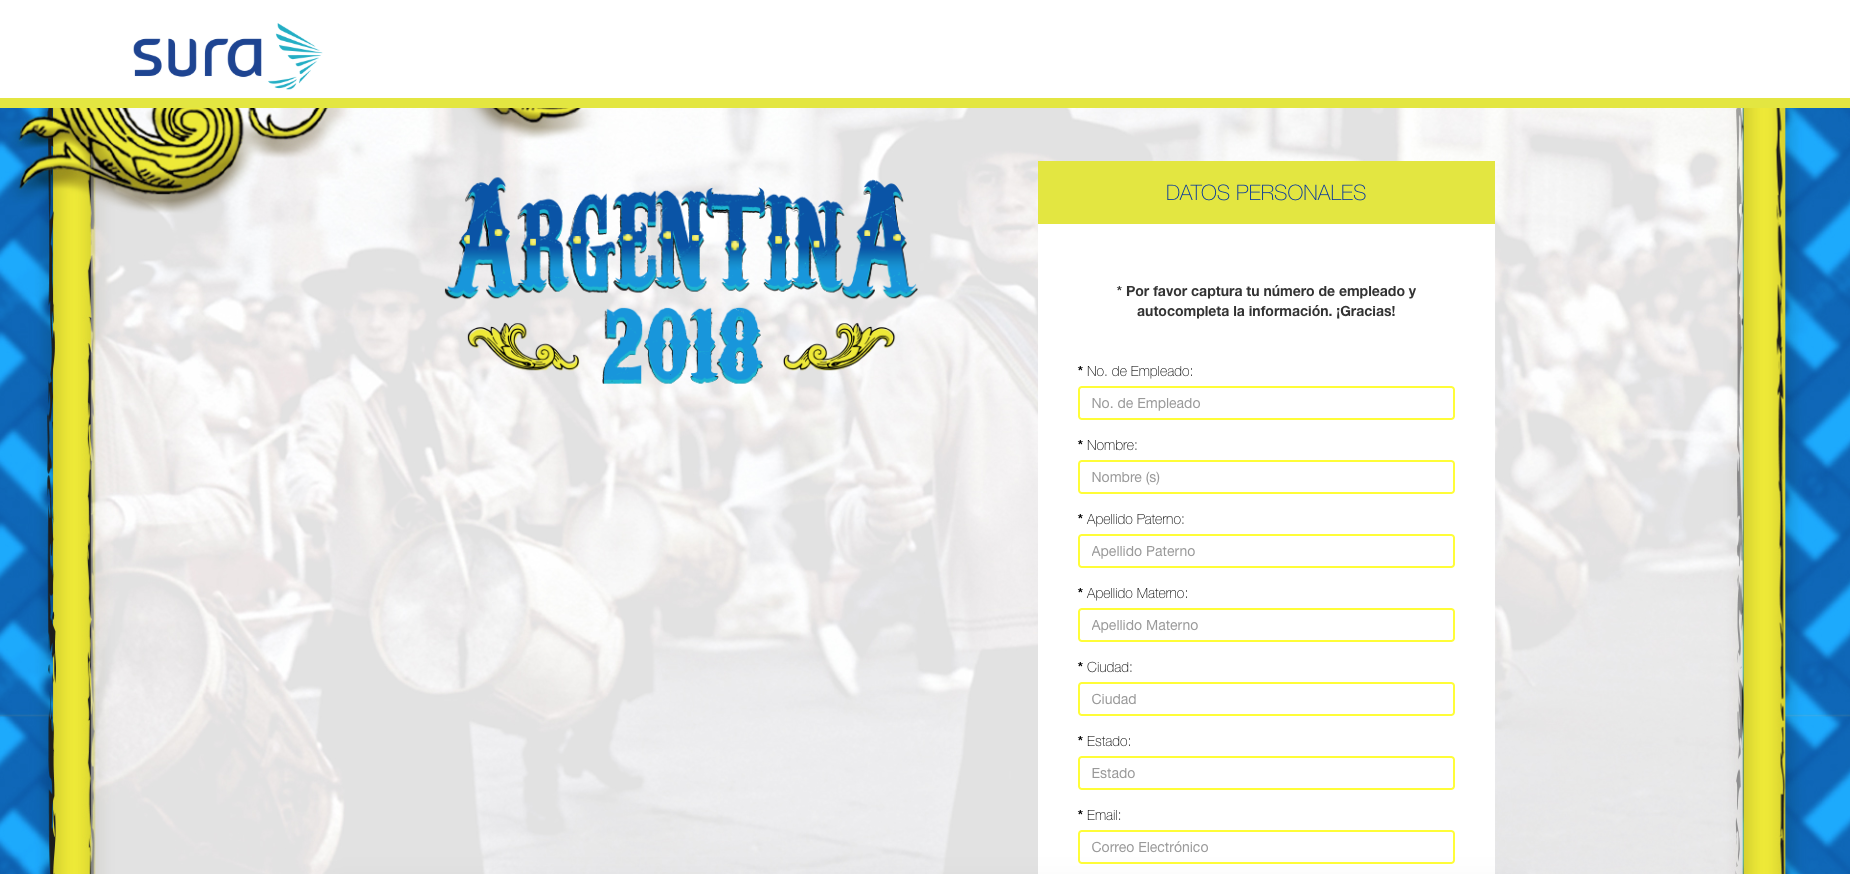 sura
ARGENTINA
2018
DATOS PERSONALES
* Por favor captura tu número de empleado y
autocompleta la información. ¡Gracias!
* No. de Empleado:
No. de Empleado
* Nombre:
Nombre (s)
* Apellido Paterno:
Apellido Paterno
* Apellido Materno:
Apellido Materno
* Ciudad:
Ciudad
* Estado:
Estado
* Email:
Correo Electrónico